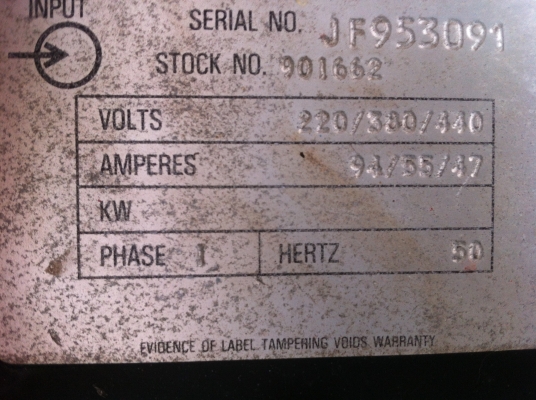 INPUT
SERIAL NO. JF953091
STOCK NO. 901662
VOLTS 220/380/440
AMPERES 94/55/47
KW
PHASE 1 HERTZ 50
EVIDENCE OF LABEL TAMPERING VOIDS WARRANTY